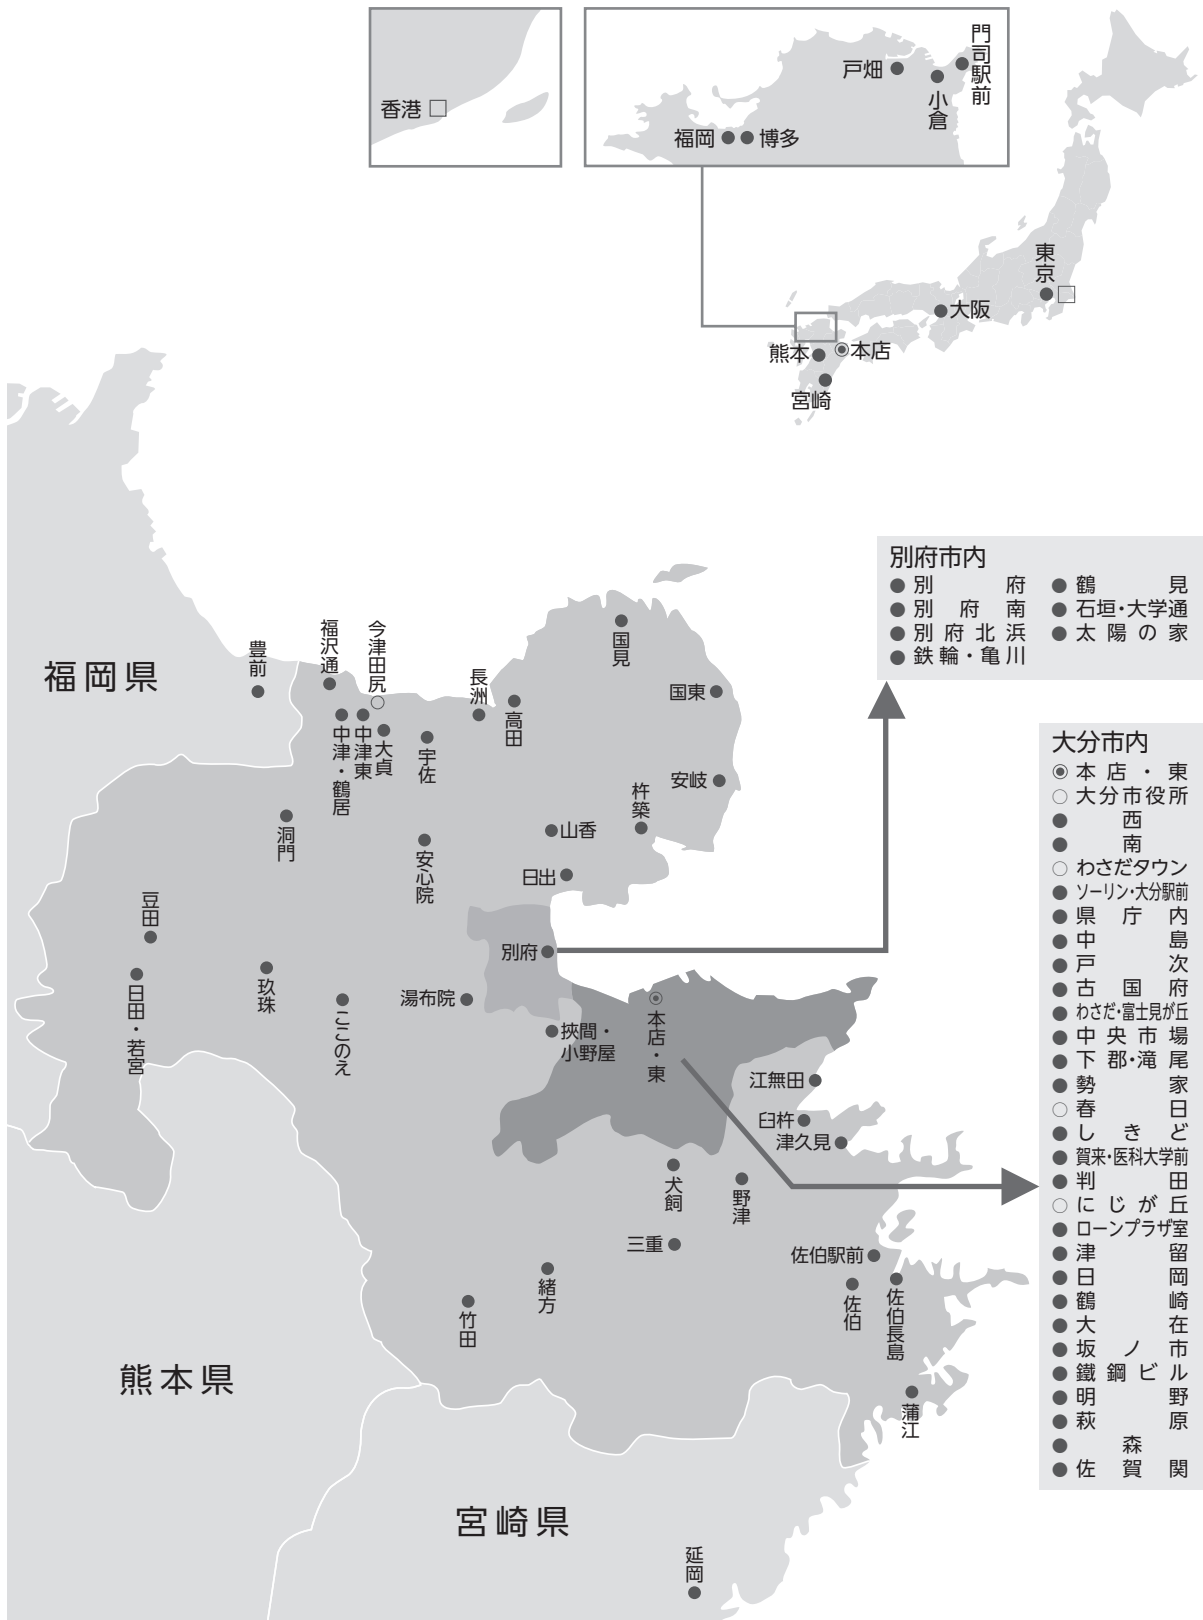 香港
戸畑
門司駅前
小倉
福岡
博多
東京
大阪
熊本
本店
宮崎
別府市内
別府
鶴見
別府南
石垣・大学通
別府北浜
太陽の家
鉄輪・亀川
大分市内
本店・東
大分市役所
西
南
わさだタウン
ソーリン・大分駅前
県庁内
中島
戸次
古国府
わさだ・富士見が丘
中央市場
下郡・滝尾
勢家
春日
しきど
賀来・医科大学前
判田
にじが丘
ローンプラザ室
津留
日岡
鶴崎
大在
坂ノ市
鐵鋼ビル
明野
萩原
森
佐賀関
福岡県
豊前
福沢通
今津田尻
中津・鶴居
中津東
大貞
宇佐
長洲
高田
国見
国東
安岐
杵築
山香
日出
洞門
安心院
豆田
日田・若宮
玖珠
ここのえ
湯布院
別府
挾間・
小野屋
本店・東
江無田
臼杵
津久見
犬飼
野津
三重
緒方
竹田
佐伯駅前
佐伯
佐伯長島
蒲江
熊本県
宮崎県
延岡